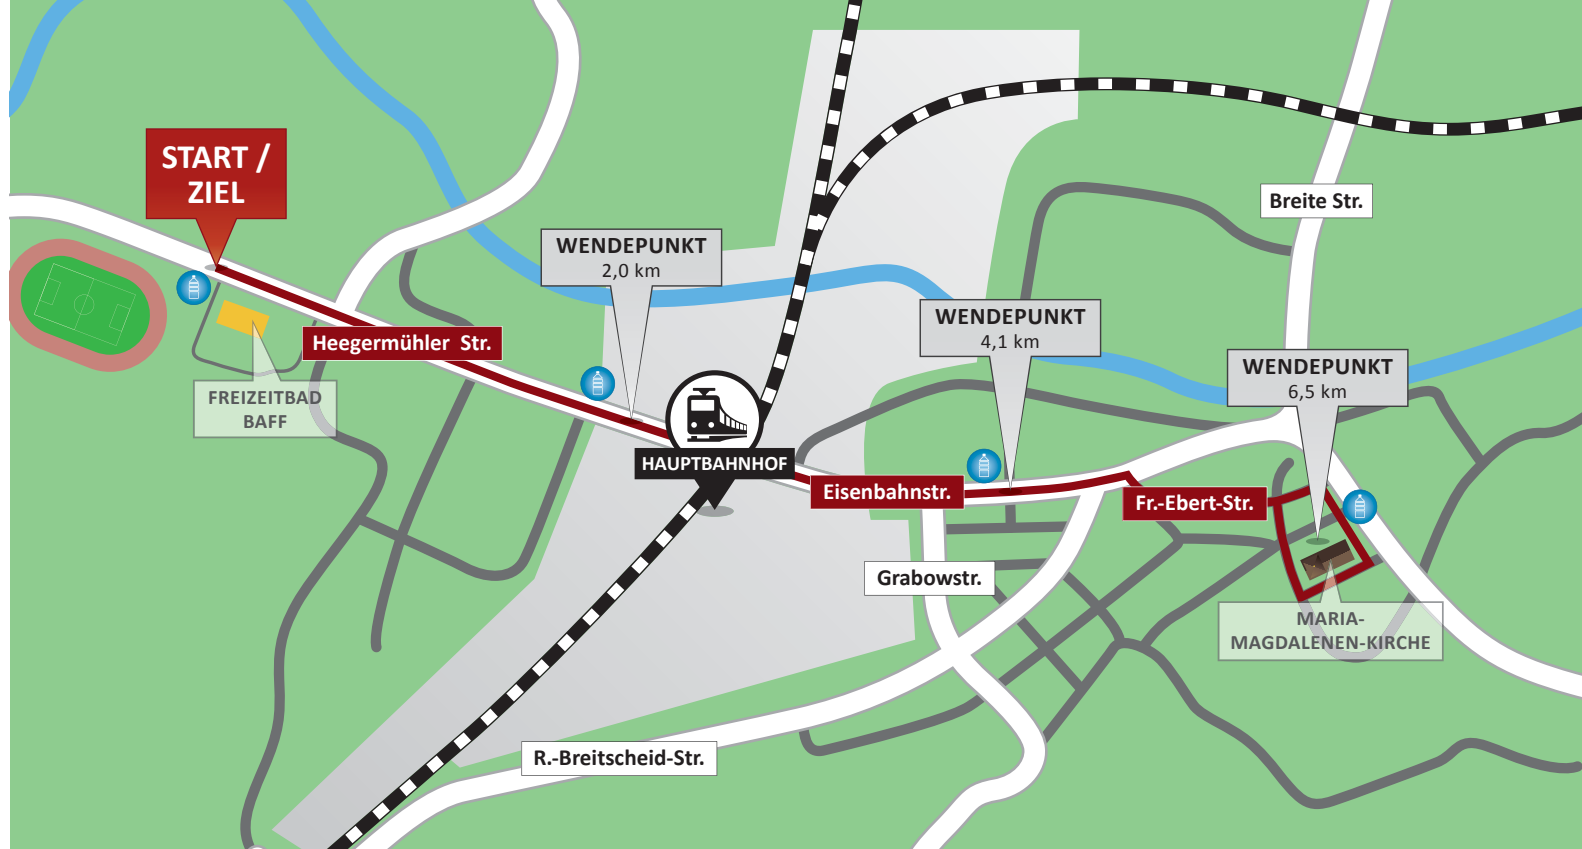 START /
ZIEL
Breite Str.
WENDEPUNKT
2,0 km
WENDEPUNKT
4,1 km
Heegermühler Str.
WENDEPUNKT
6,5 km
FREIZEITBAD
BAFF
HAUPTBAHNHOF
Eisenbahnstr.
Fr.-Ebert-Str.
Grabowstr.
MARIA-
MAGDALENEN-KIRCHE
R.-Breitscheid-Str.